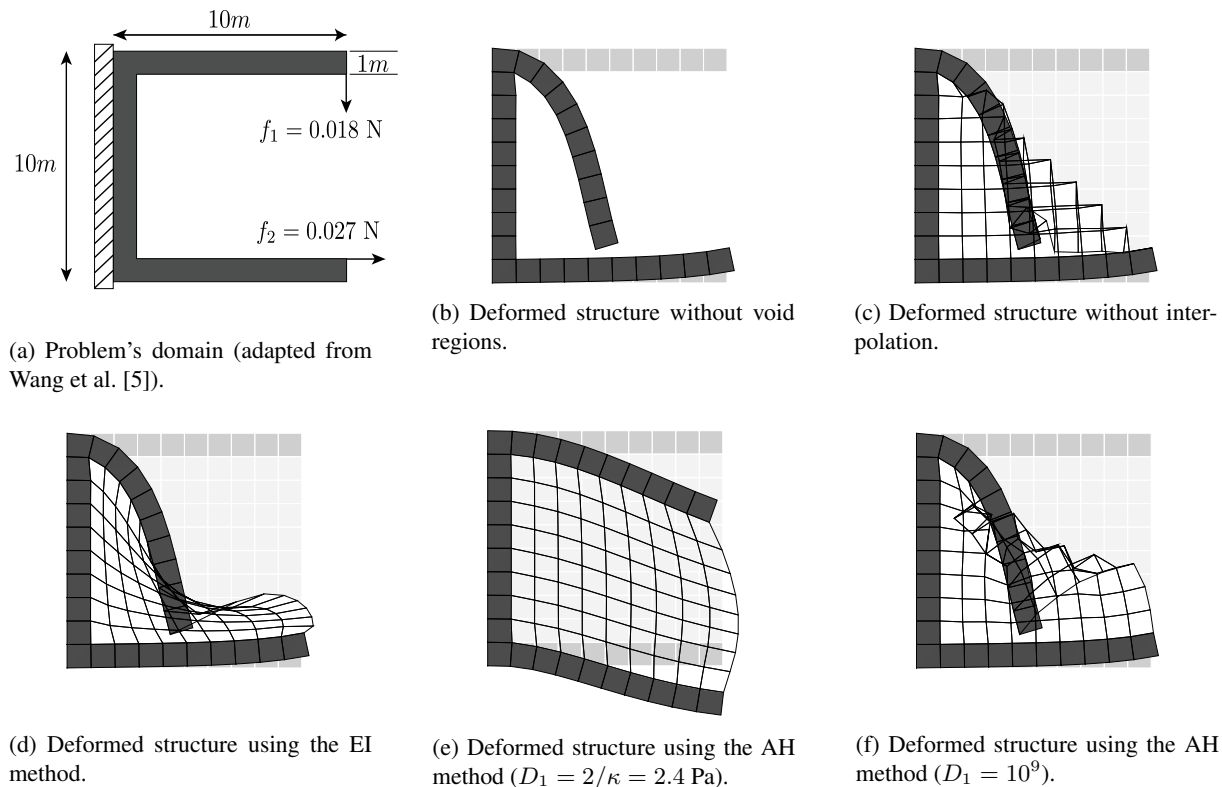 10m
1m
f₁ = 0.018 N
10m
f₂ = 0.027 N
(a) Problem's domain (adapted from
Wang et al. [5]).
(b) Deformed structure without void
regions.
(c) Deformed structure without inter-
polation.
(d) Deformed structure using the EI
method.
(e) Deformed structure using the AH
method (D₁ = 2/κ = 2.4 Pa).
(f) Deformed structure using the AH
method (D₁ = 10⁹).